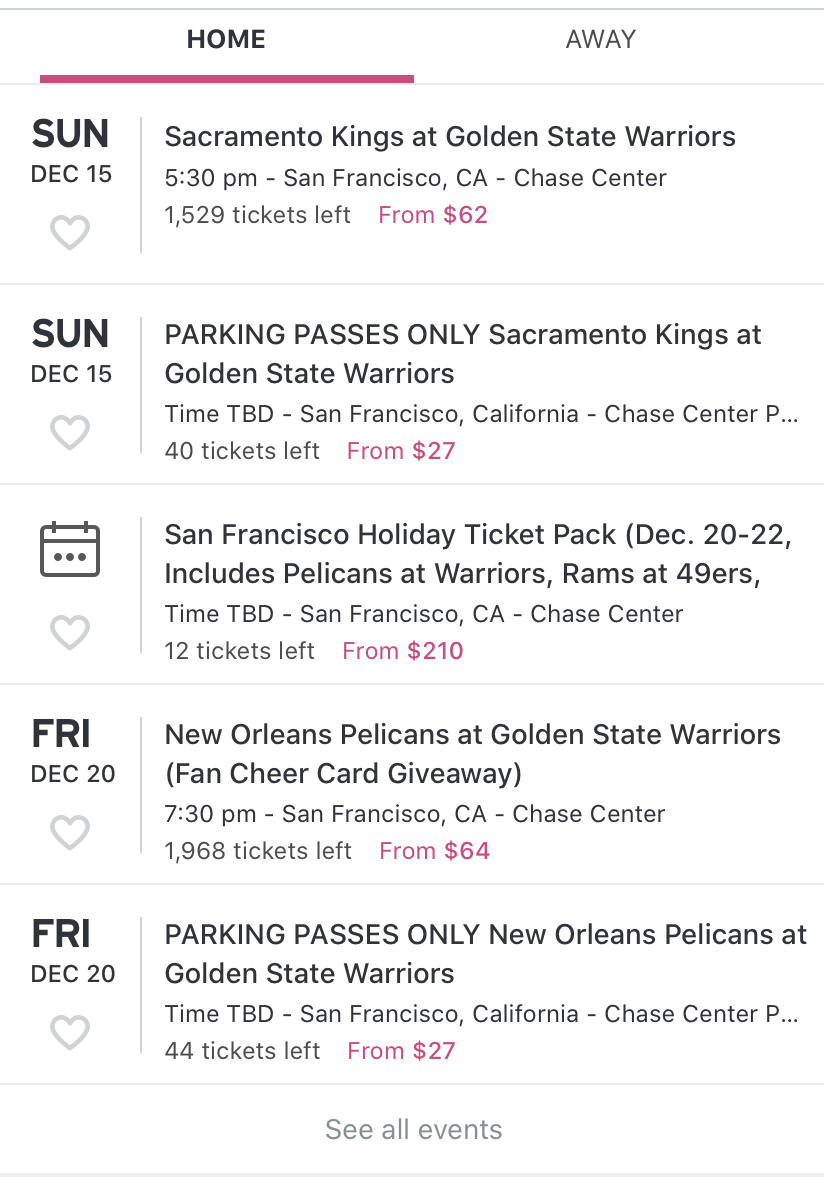 HOME
AWAY
SUN
DEC 15
Sacramento Kings at Golden State Warriors
5:30 pm - San Francisco, CA - Chase Center
1,529 tickets left From $62
SUN
DEC 15
PARKING PASSES ONLY Sacramento Kings at
Golden State Warriors
Time TBD - San Francisco, California - Chase Center P...
40 tickets left From $27
San Francisco Holiday Ticket Pack (Dec. 20-22,
Includes Pelicans at Warriors, Rams at 49ers,
Time TBD - San Francisco, CA - Chase Center
12 tickets left From $210
FRI
DEC 20
New Orleans Pelicans at Golden State Warriors
(Fan Cheer Card Giveaway)
7:30 pm - San Francisco, CA - Chase Center
1,968 tickets left From $64
FRI
DEC 20
PARKING PASSES ONLY New Orleans Pelicans at
Golden State Warriors
Time TBD - San Francisco, California - Chase Center P...
44 tickets left From $27
See all events